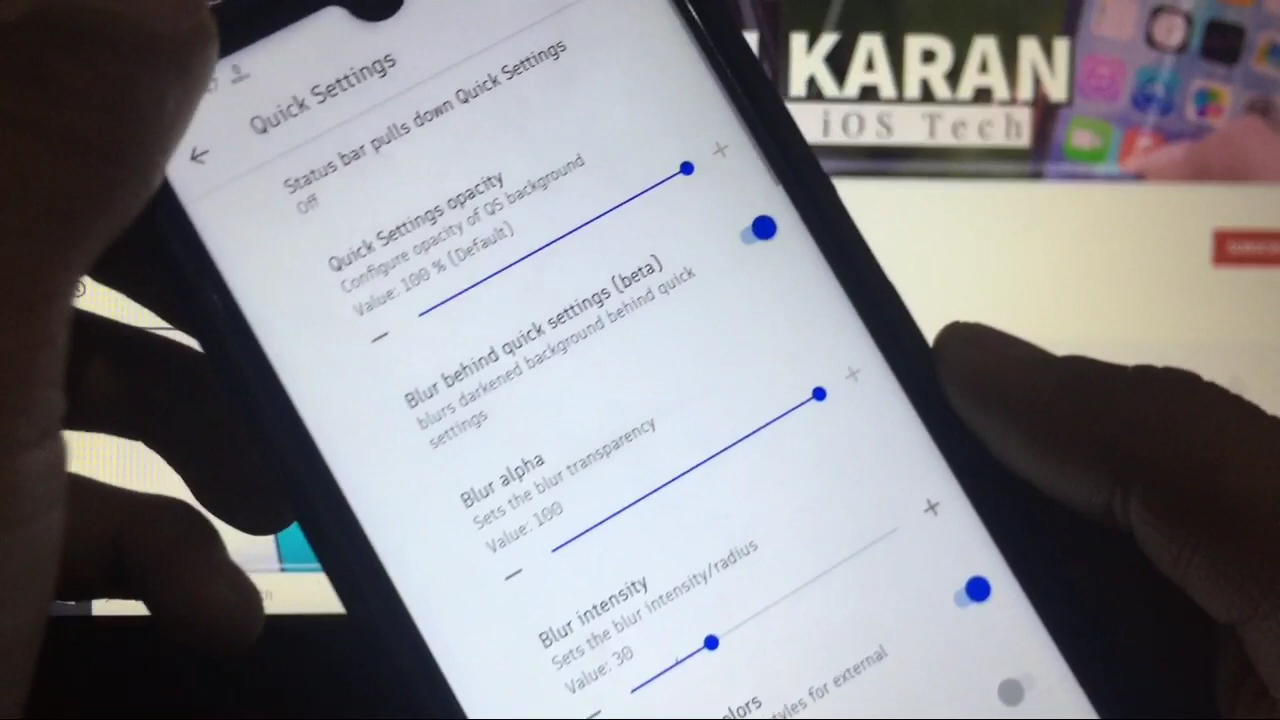 Quick Settings
Status bar pulls down Quick Settings
Off
Quick Settings opacity
Configure opacity of QS background
Value: 100 % (Default)
Blur behind quick settings (beta)
blurs darkened background behind quick
settings
Blur alpha
Sets the blur transparency
Value: 100
Blur intensity
Sets the blur intensity/radius
Value: 30
for external
KARAN
iOS Tech